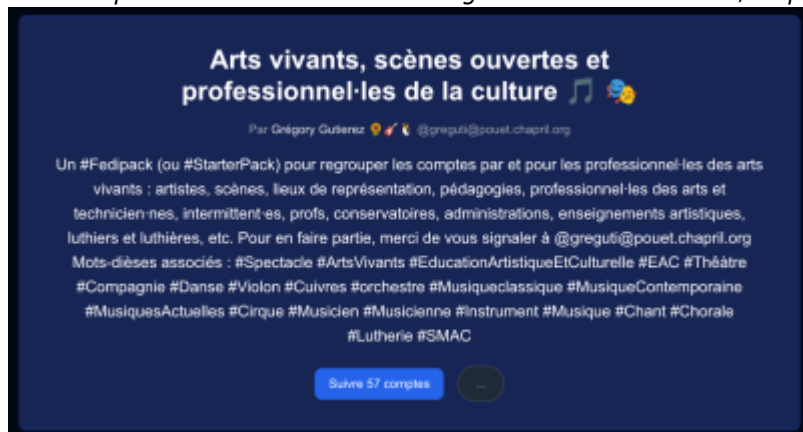 Arts vivants, scènes ouvertes et
professionnel·les de la culture 🎵 🎭
Par Grégory Gutierez 🌻 🎸 🐧 @greguti@pouet.chapril.org
Un #Fedipack (ou #StarterPack) pour regrouper les comptes par et pour les professionnel·les des arts
vivants : artistes, scènes, lieux de représentation, pédagogies, professionnel·les des arts et
technicien·nes, intermittent·es, profs, conservatoires, administrations, enseignements artistiques,
luthiers et luthières, etc. Pour en faire partie, merci de vous signaler à @greguti@pouet.chapril.org
Mots-dièses associés : #Spectacle #ArtsVivants #EducationArtistiqueEtCulturelle #EAC #Théâtre
#Compagnie #Danse #Violon #Cuivres #orchestre #Musiqueclassique #MusiqueContemporaine
#MusiquesActuelles #Cirque #Musicien #Musicienne #Instrument #Musique #Chant #Chorale
#Lutherie #SMAC
Suivre 57 comptes ...